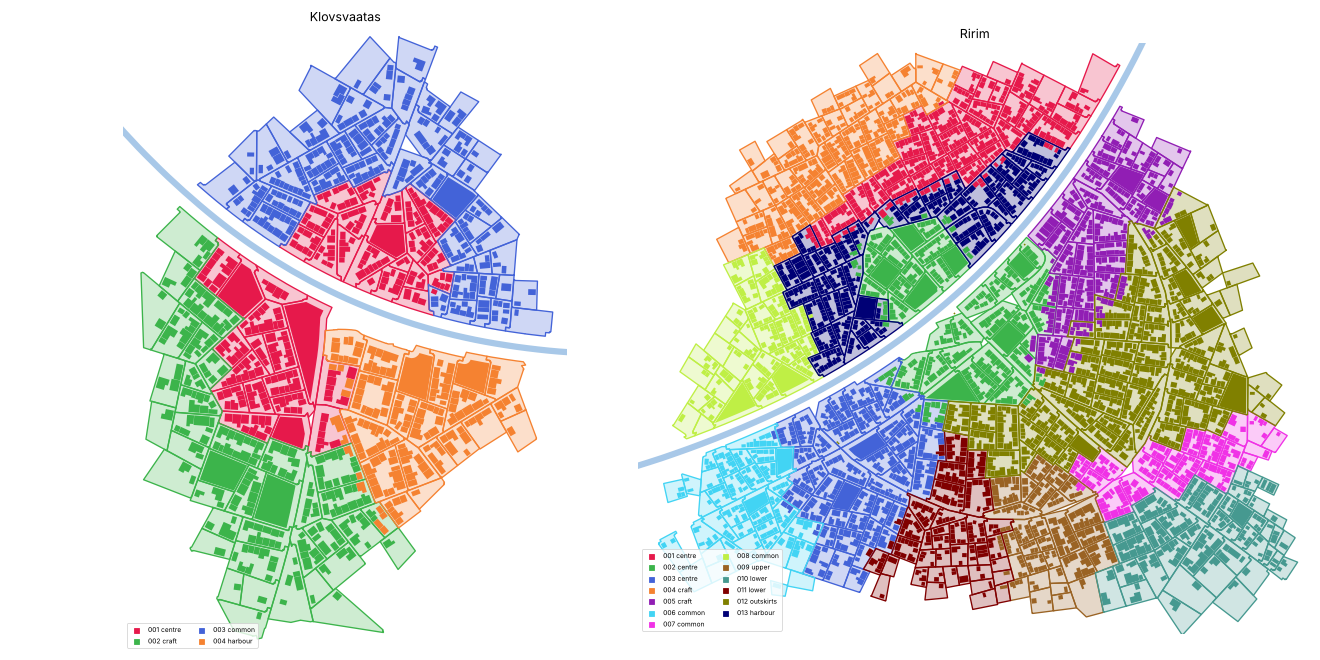 Klovsvaatas
001 centre
002 craft
003 common
004 harbour
Ririm
001 centre
002 centre
003 centre
004 craft
005 craft
006 common
007 common
008 common
009 upper
010 lower
011 lower
012 outskirts
013 harbour